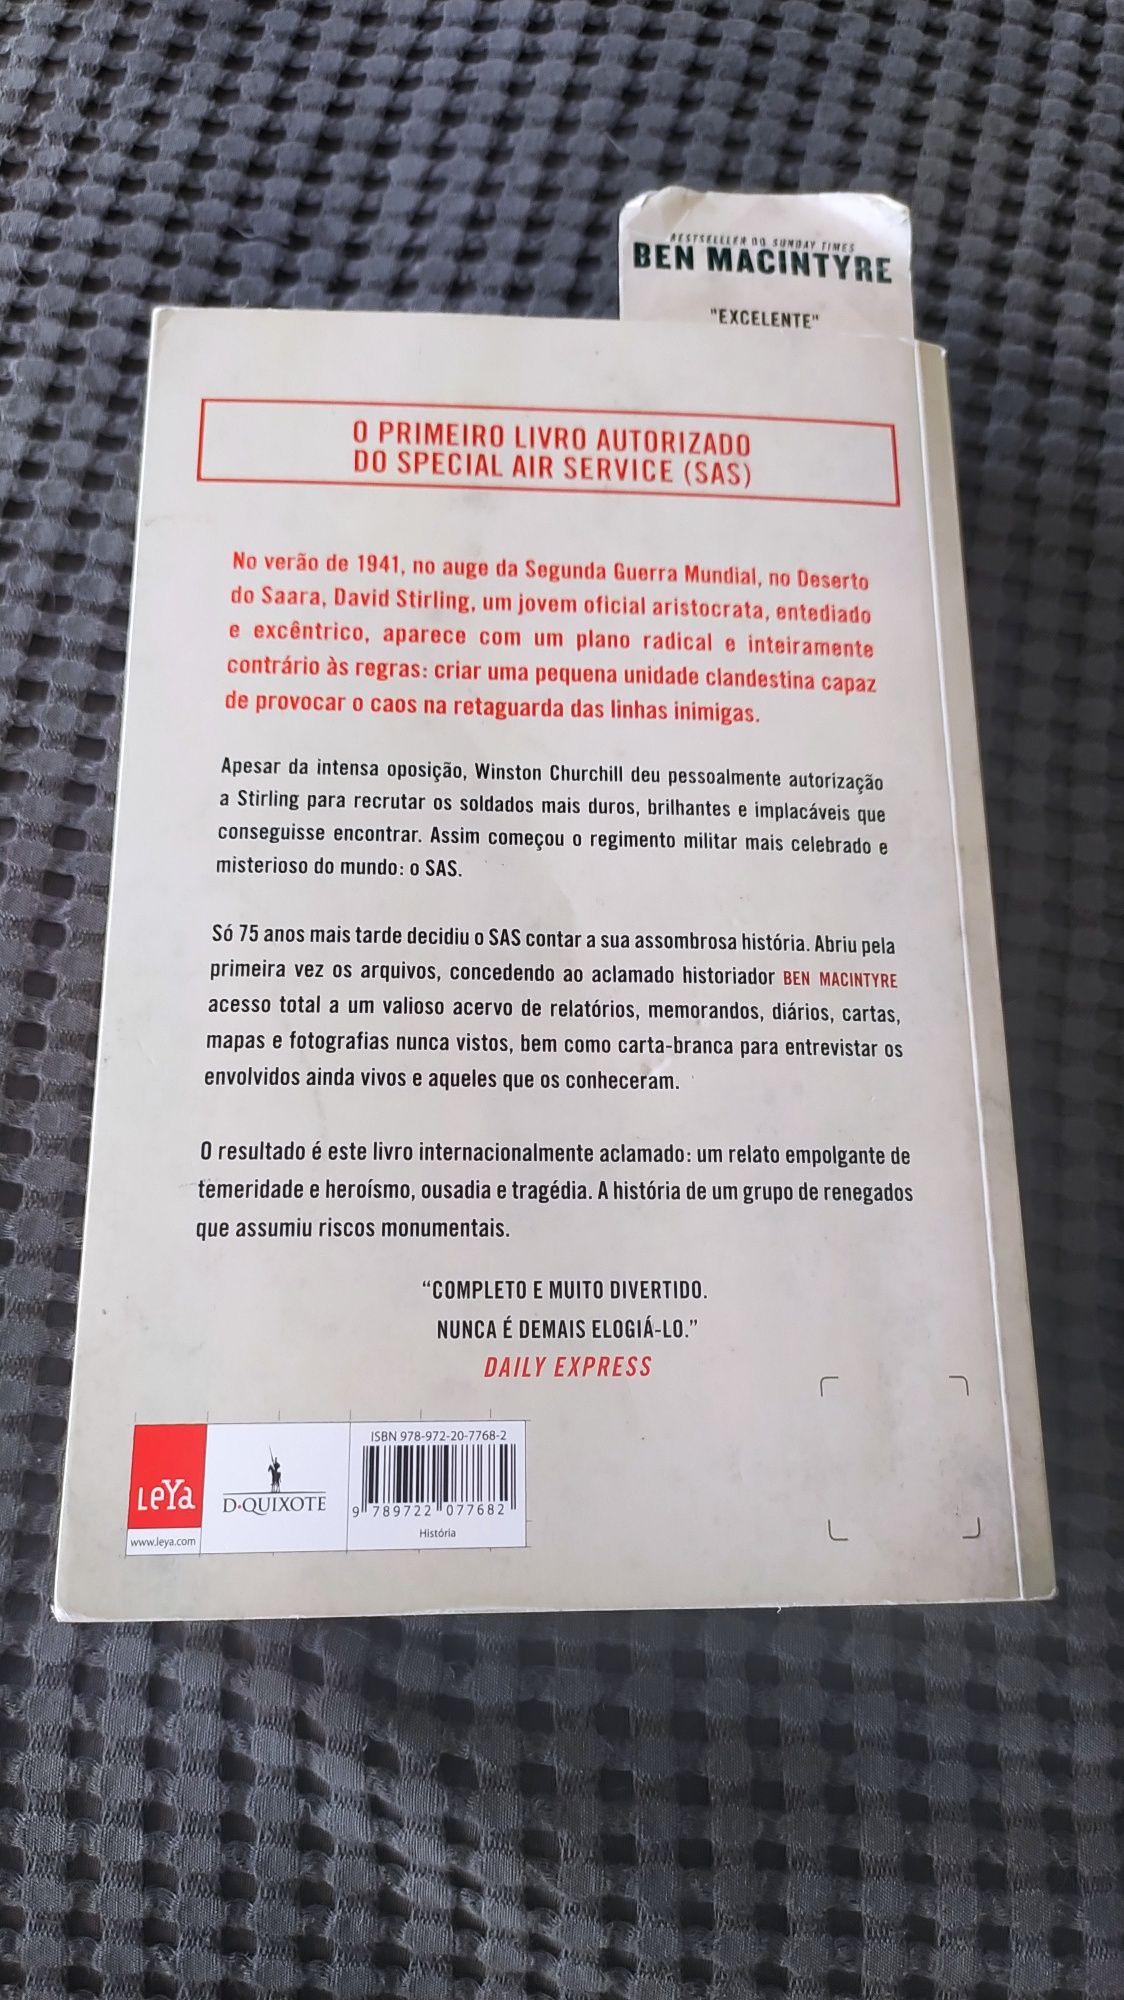 BESTSELLLER DO SUNDAY TIMES
BEN MACINTYRE
"EXCELENTE"
O PRIMEIRO LIVRO AUTORIZADO
DO SPECIAL AIR SERVICE (SAS)
No verão de 1941, no auge da Segunda Guerra Mundial, no Deserto
do Saara, David Stirling, um jovem oficial aristocrata, entediado
e excêntrico, aparece com um plano radical e inteiramente
contrário às regras: criar uma pequena unidade clandestina capaz
de provocar o caos na retaguarda das linhas inimigas.
Apesar da intensa oposição, Winston Churchill deu pessoalmente autorização
a Stirling para recrutar os soldados mais duros, brilhantes e implacáveis que
conseguisse encontrar. Assim começou o regimento militar mais celebrado e
misterioso do mundo: o SAS.
Só 75 anos mais tarde decidiu o SAS contar a sua assombrosa história. Abriu pela
primeira vez os arquivos, concedendo ao aclamado historiador BEN MACINTYRE
acesso total a um valioso acervo de relatórios, memorandos, diários, cartas,
mapas e fotografias nunca vistos, bem como carta-branca para entrevistar os
envolvidos ainda vivos e aqueles que os conheceram.
O resultado é este livro internacionalmente aclamado: um relato empolgante de
temeridade e heroísmo, ousadia e tragédia. A história de um grupo de renegados
que assumiu riscos monumentais.
“COMPLETO E MUITO DIVERTIDO.
NUNCA É DEMAIS ELOGIÁ-LO.”
DAILY EXPRESS
LEYA
www.leya.com
D•QUIXOTE
ISBN 978-972-20-7768-2
9 789722 077682
História